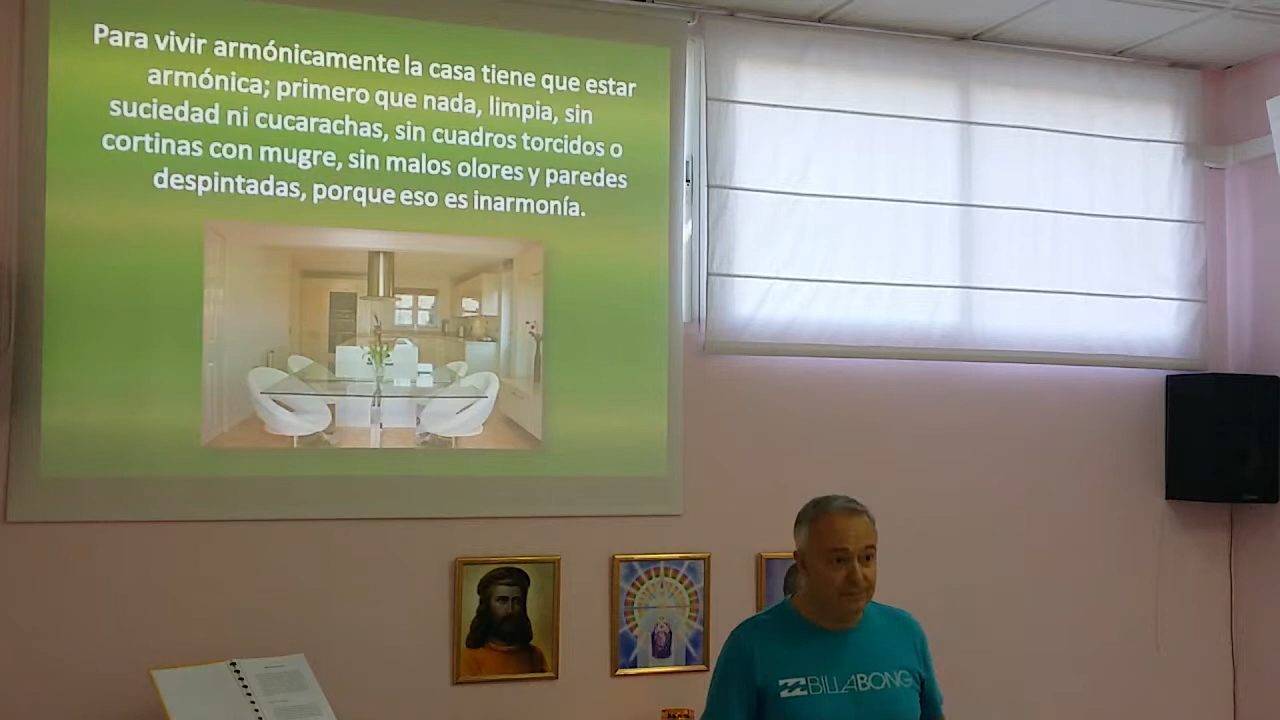 Para vivir armónicamente la casa tiene que estar
armónica; primero que nada, limpia, sin
suciedad ni cucarachas, sin cuadros torcidos o
cortinas con mugre, sin malos olores y paredes
despintadas, porque eso es inarmonía.
BILLABONG